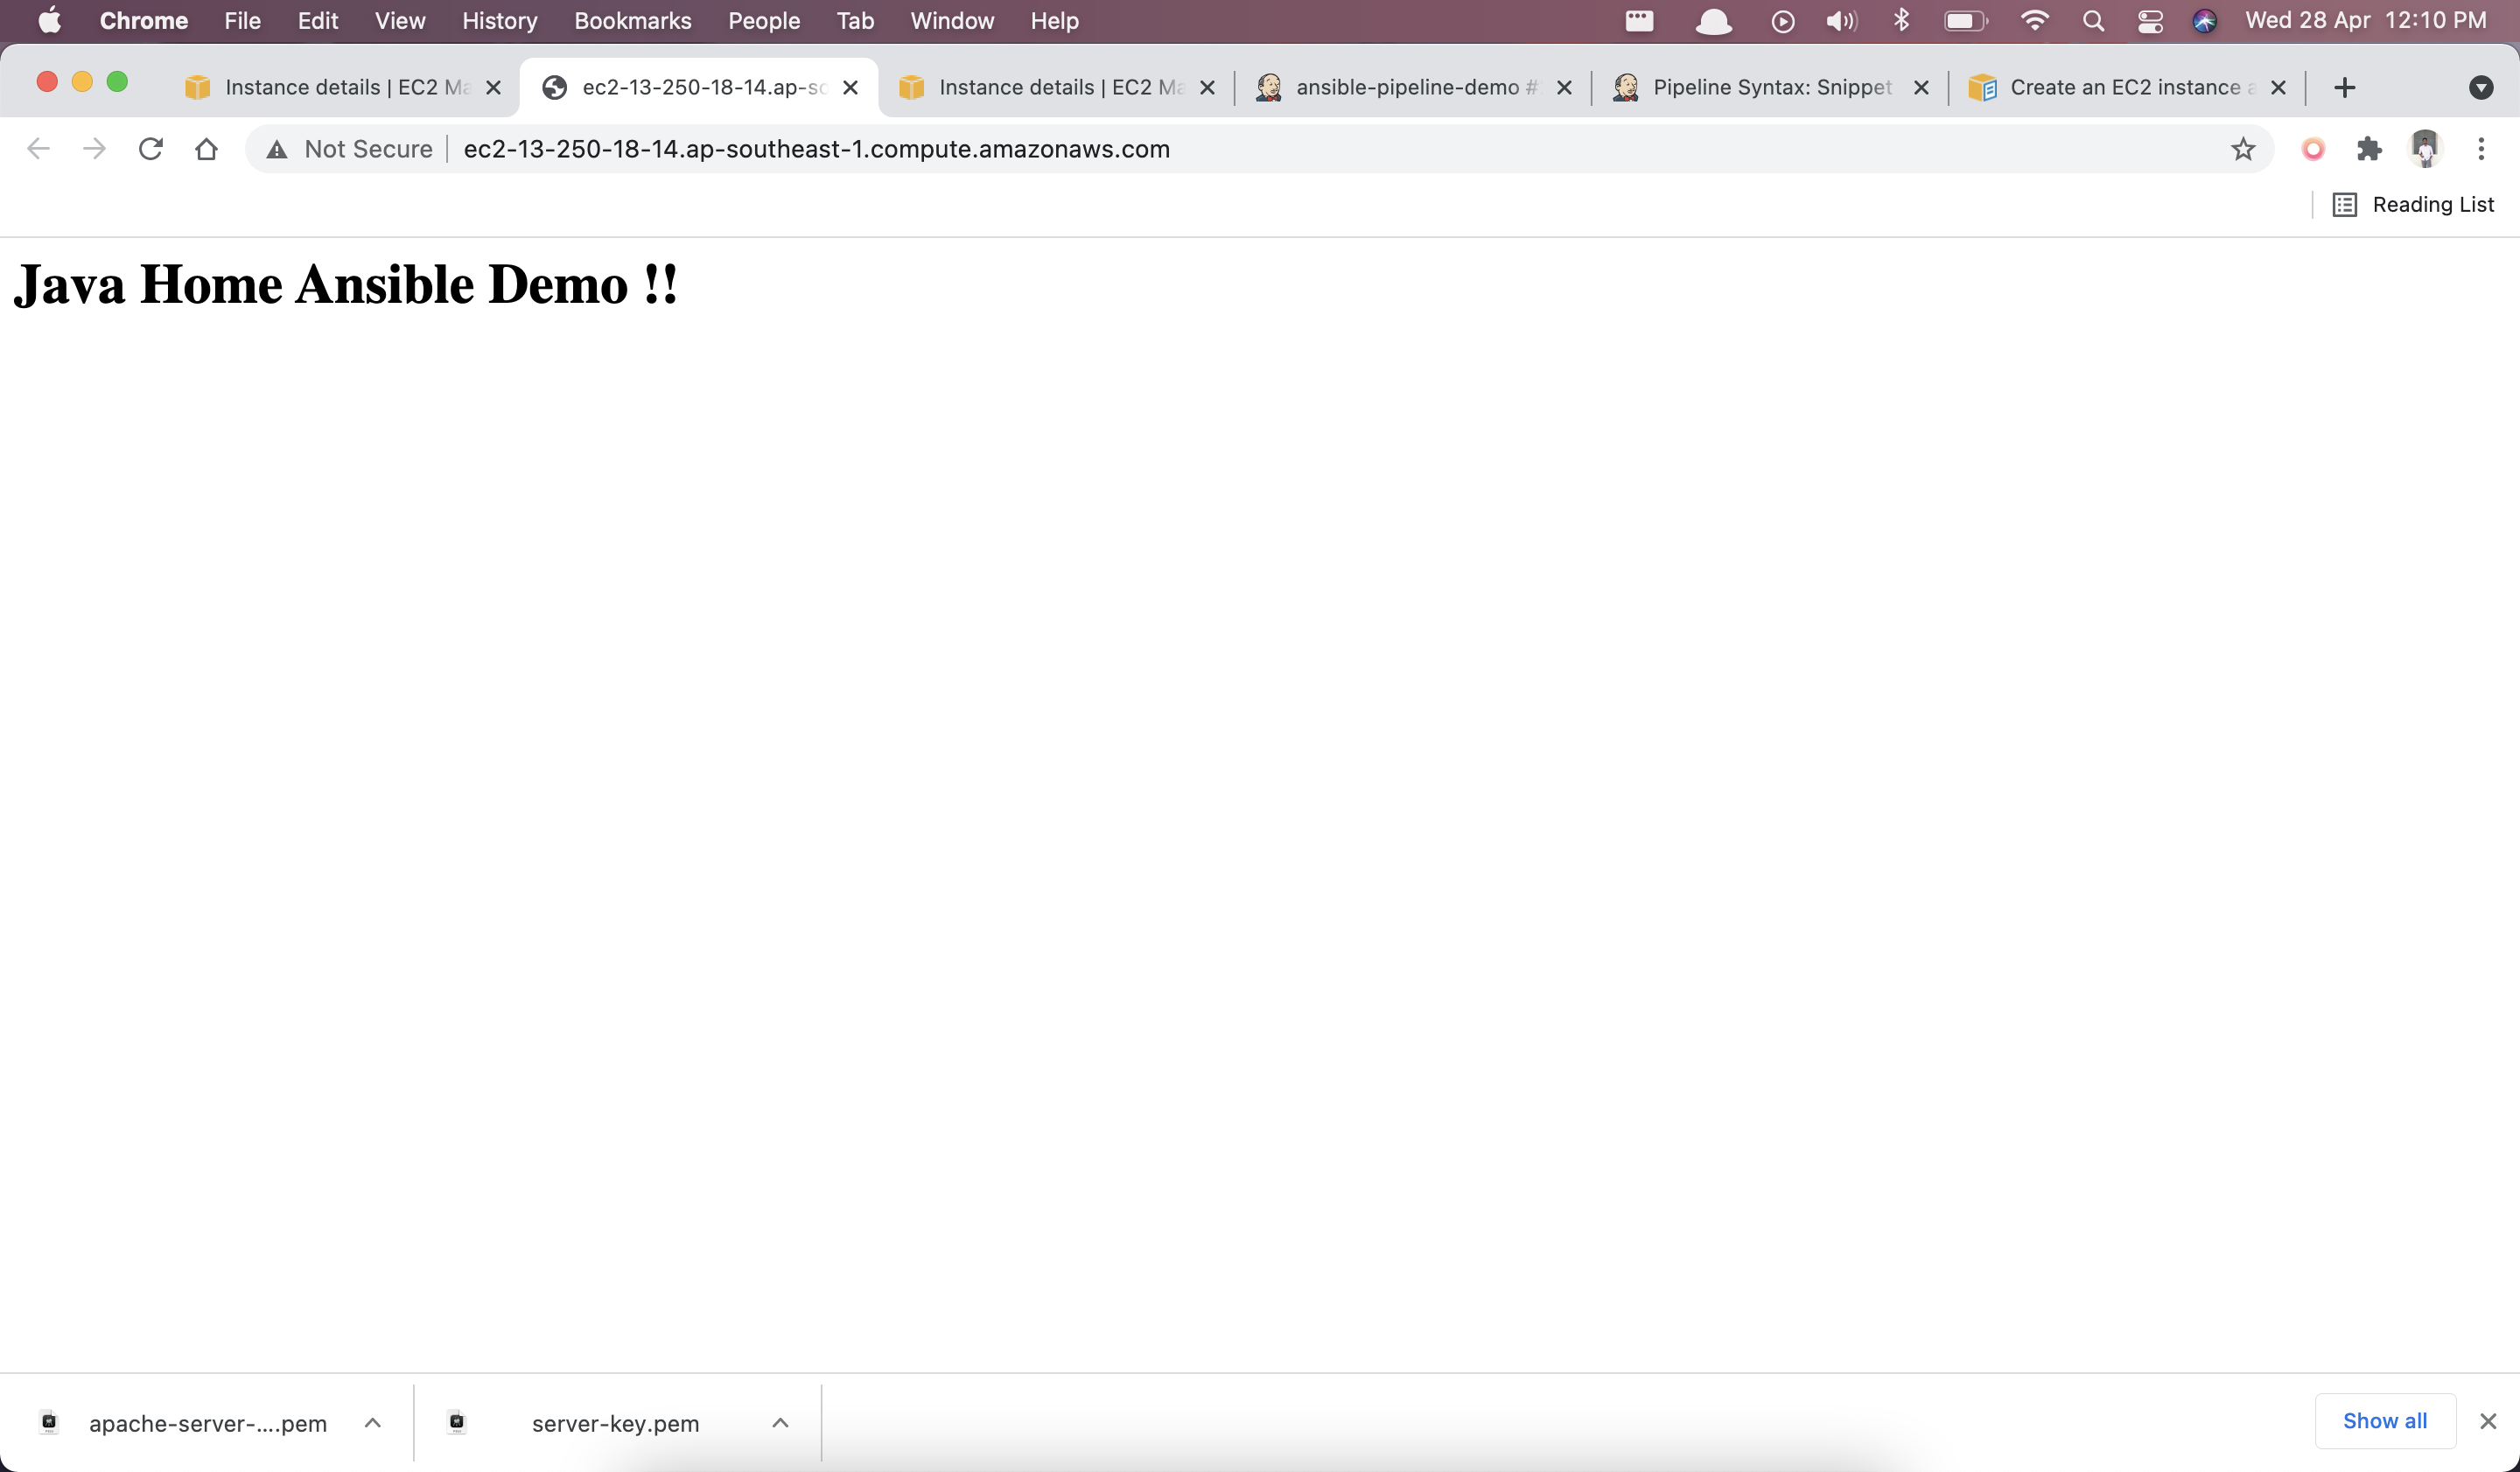 Chrome File Edit View History Bookmarks People Tab Window Help Wed 28 Apr 12:10 PM
Instance details | EC2 Ma ec2-13-250-18-14.ap-so Instance details | EC2 Ma ansible-pipeline-demo # Pipeline Syntax: Snippet Create an EC2 instance a
Not Secure ec2-13-250-18-14.ap-southeast-1.compute.amazonaws.com
Reading List
Java Home Ansible Demo !!
apache-server-....pem server-key.pem Show all